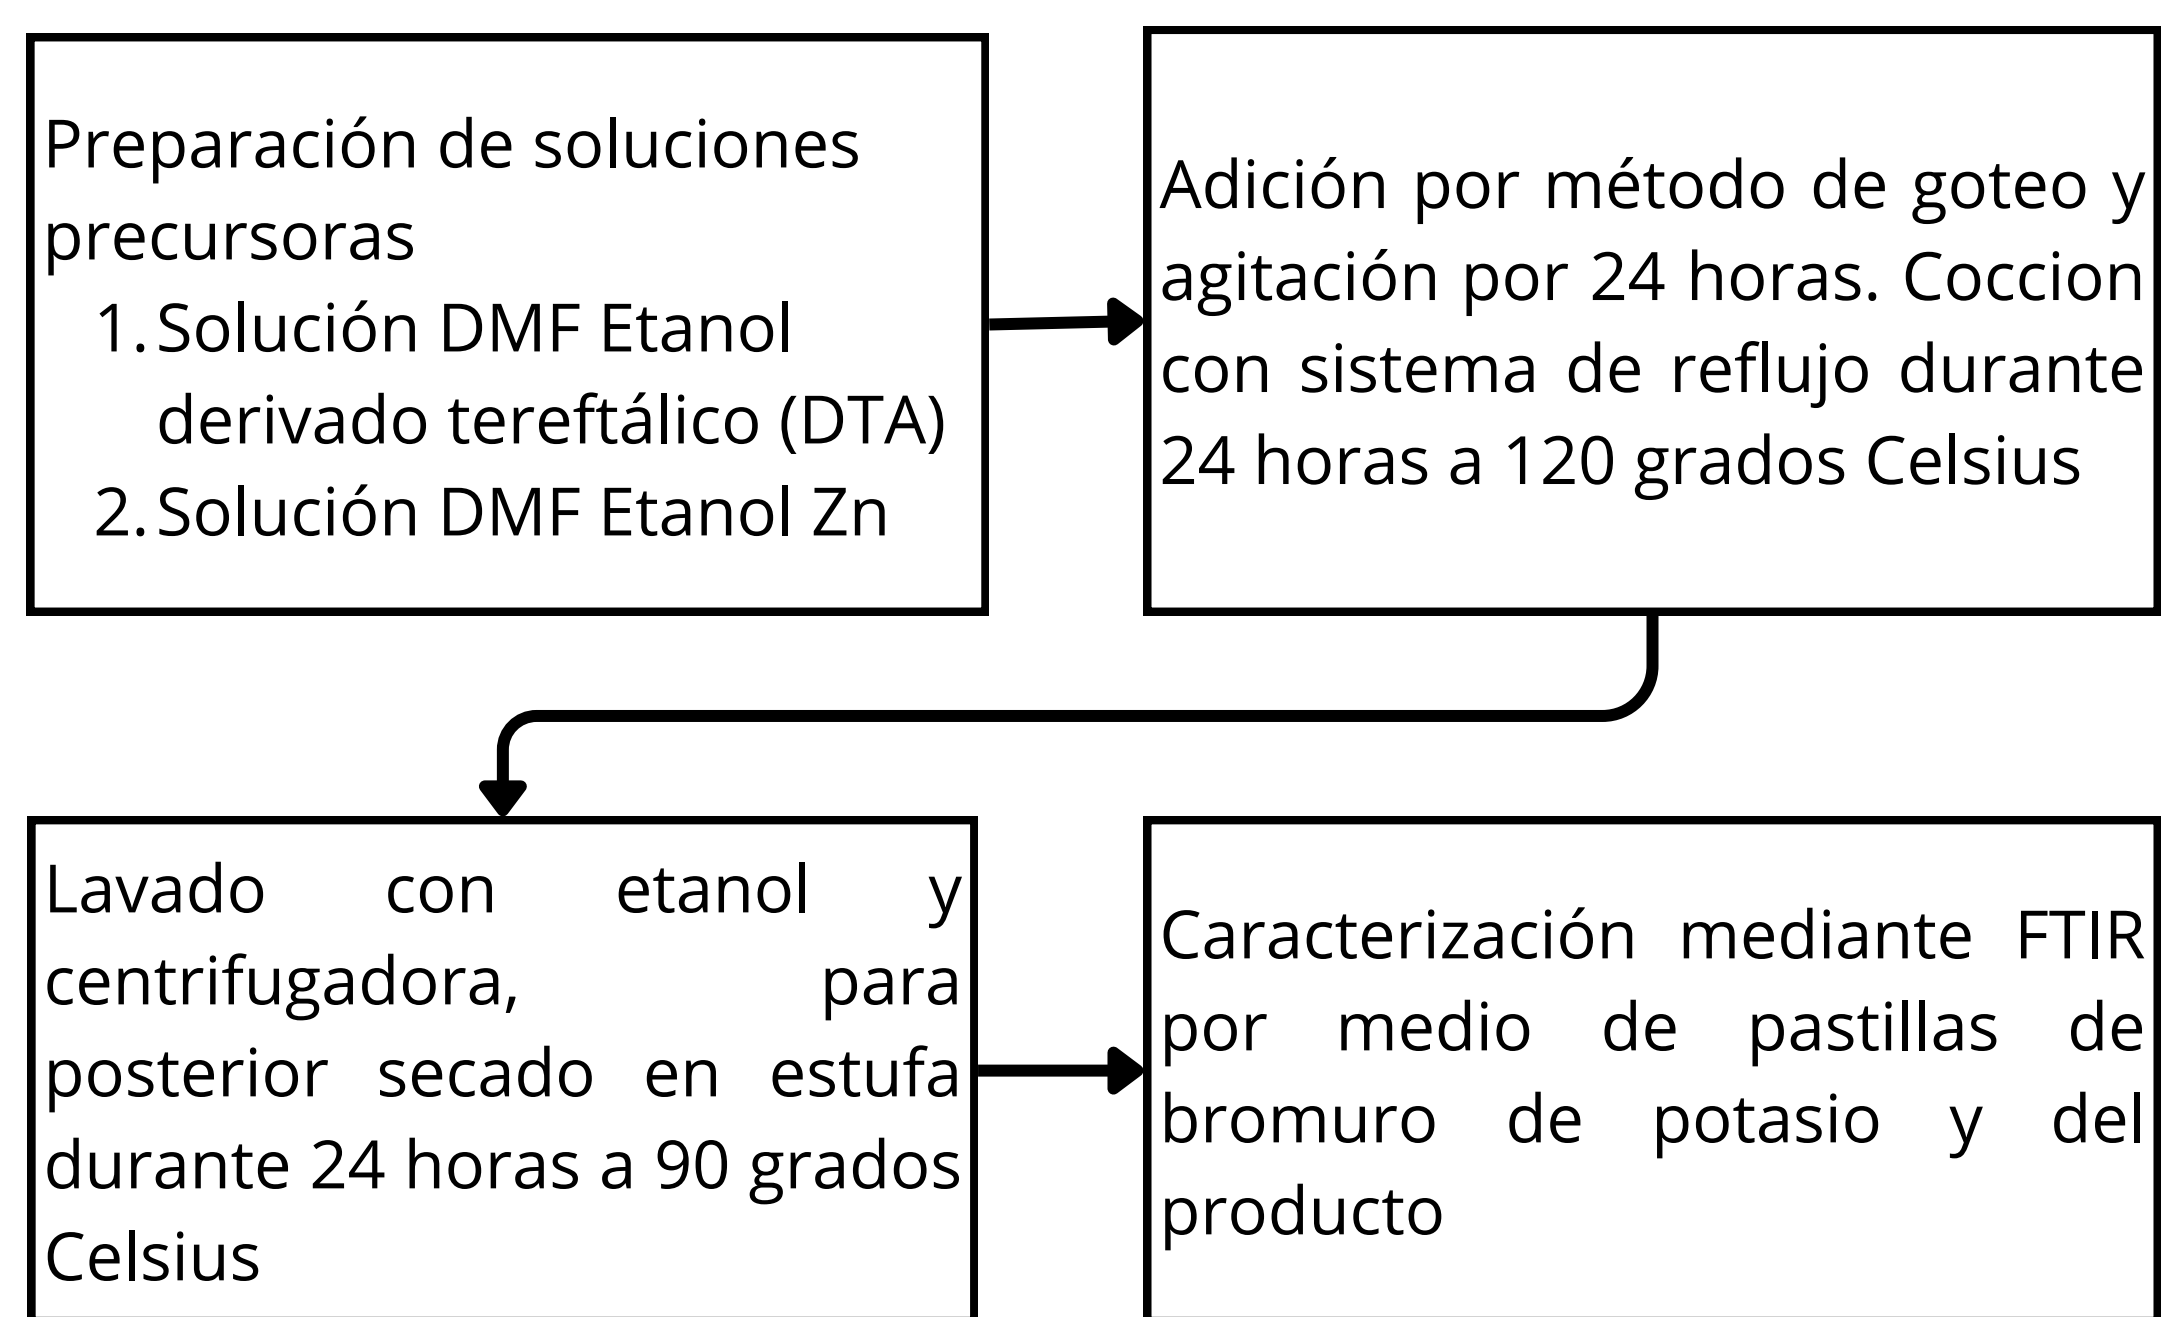 Preparación de soluciones
precursoras
1. Solución DMF Etanol
derivado tereftálico (DTA)
2. Solución DMF Etanol Zn
Adición por método de goteo y
agitación por 24 horas. Coccion
con sistema de reflujo durante
24 horas a 120 grados Celsius
Lavado con etanol y
centrifugadora, para
posterior secado en estufa
durante 24 horas a 90 grados
Celsius
Caracterización mediante FTIR
por medio de pastillas de
bromuro de potasio y del
producto